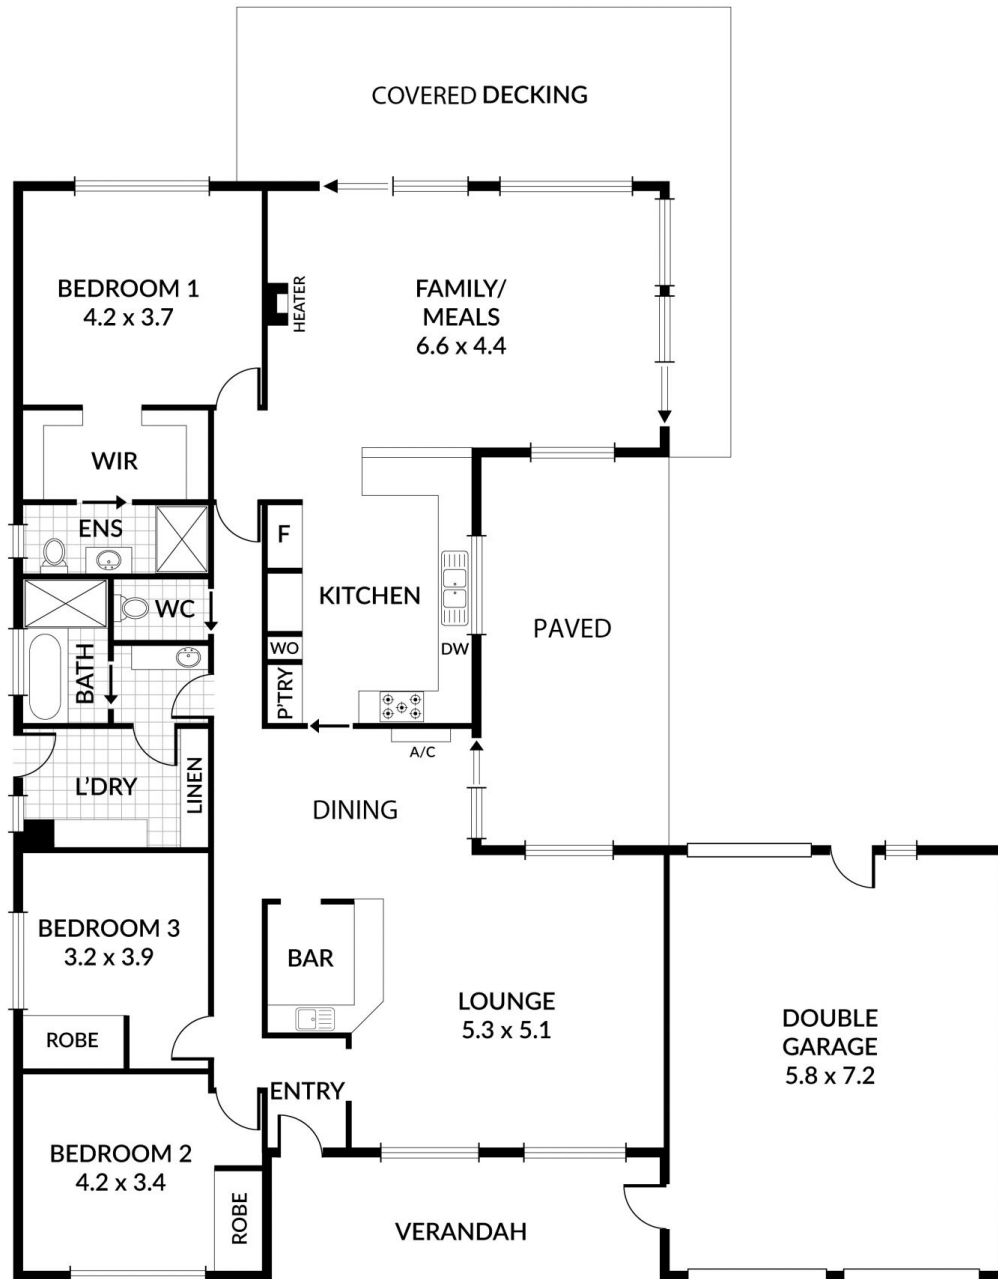 COVERED DECKING
BEDROOM 1
4.2 x 3.7
HEATER
FAMILY/
MEALS
6.6 x 4.4
WIR
ENS
F
KITCHEN
WC
WO
DW
PAVED
BATH
P'TRY
A/C
L'DRY
LINEN
DINING
BEDROOM 3
3.2 x 3.9
BAR
LOUNGE
5.3 x 5.1
DOUBLE
GARAGE
5.8 x 7.2
ROBE
ENTRY
BEDROOM 2
4.2 x 3.4
ROBE
VERANDAH